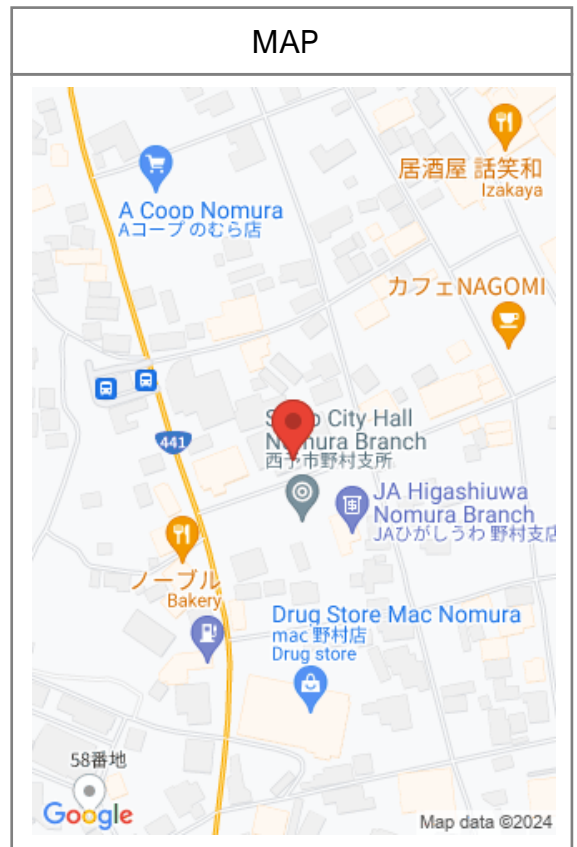 MAP
居酒屋 話笑和
Izakaya
A Coop Nomura
Aコープ のむら店
カフェNAGOMI
441
City Hall
Nomura Branch
西予市野村支所
JA Higashiuwa
Nomura Branch
JAひがしうわ 野村支店
ノーブル
Bakery
Drug Store Mac Nomura
mac 野村店
Drug store
58番地
Google
Map data ©2024